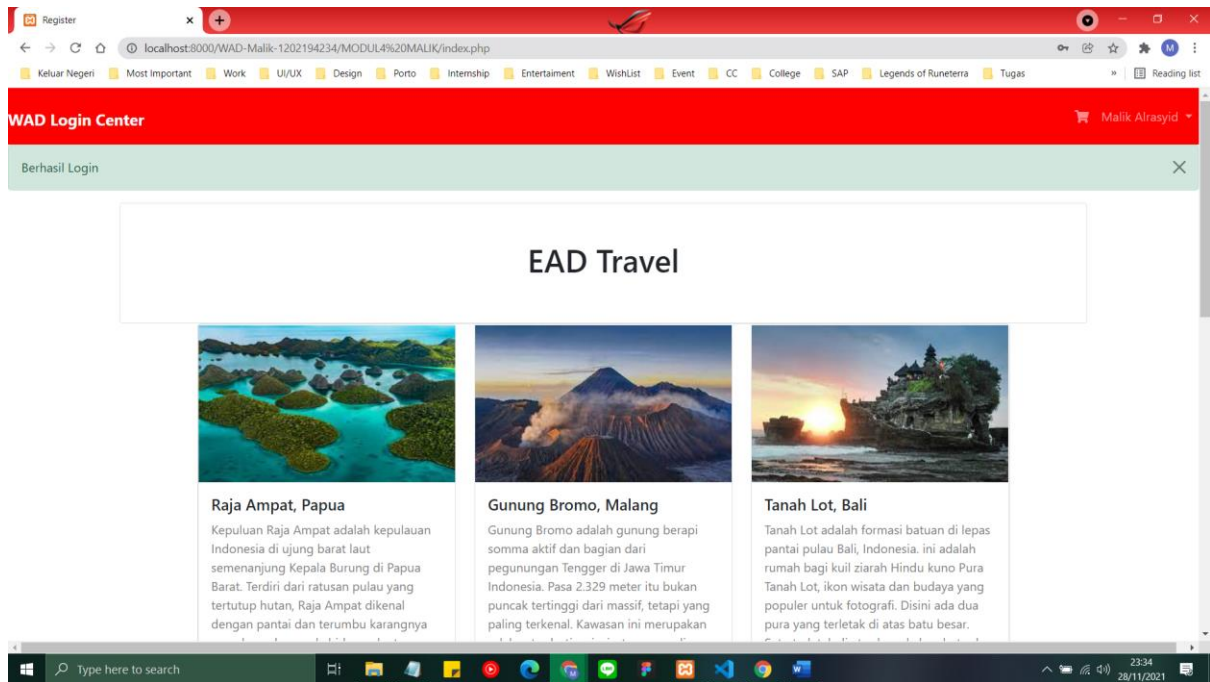 Register
localhost:8000/WAD-Malik-1202194234/MODUL4%20MALIK/index.php
M
Keluar Negeri Most Important Work UI/UX Design Porto Internship Entertaiment WishList Event CC College SAP Legends of Runeterra Tugas » Reading list
WAD Login Center
Malik Alrasyid
Berhasil Login
EAD Travel
Raja Ampat, Papua
Kepuluan Raja Ampat adalah kepulauan
Indonesia di ujung barat laut
semenanjung Kepala Burung di Papua
Barat. Terdiri dari ratusan pulau yang
tertutup hutan, Raja Ampat dikenal
dengan pantai dan terumbu karangnya
Gunung Bromo, Malang
Gunung Bromo adalah gunung berapi
somma aktif dan bagian dari
pegunungan Tengger di Jawa Timur
Indonesia. Pasa 2.329 meter itu bukan
puncak tertinggi dari massif, tetapi yang
paling terkenal. Kawasan ini merupakan
Tanah Lot, Bali
Tanah Lot adalah formasi batuan di lepas
pantai pulau Bali, Indonesia. ini adalah
rumah bagi kuil ziarah Hindu kuno Pura
Tanah Lot, ikon wisata dan budaya yang
populer untuk fotografi. Disini ada dua
pura yang terletak di atas batu besar.
Type here to search
23:34
28/11/2021